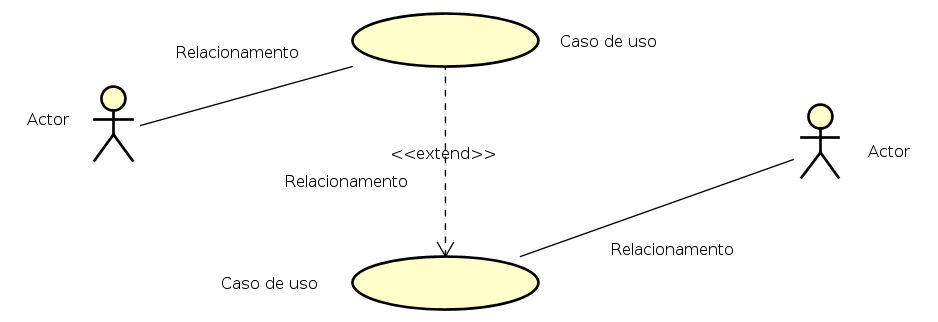 Caso de uso
Relacionamento
Actor
Actor
<<extend>>
Relacionamento
Relacionamento
Caso de uso